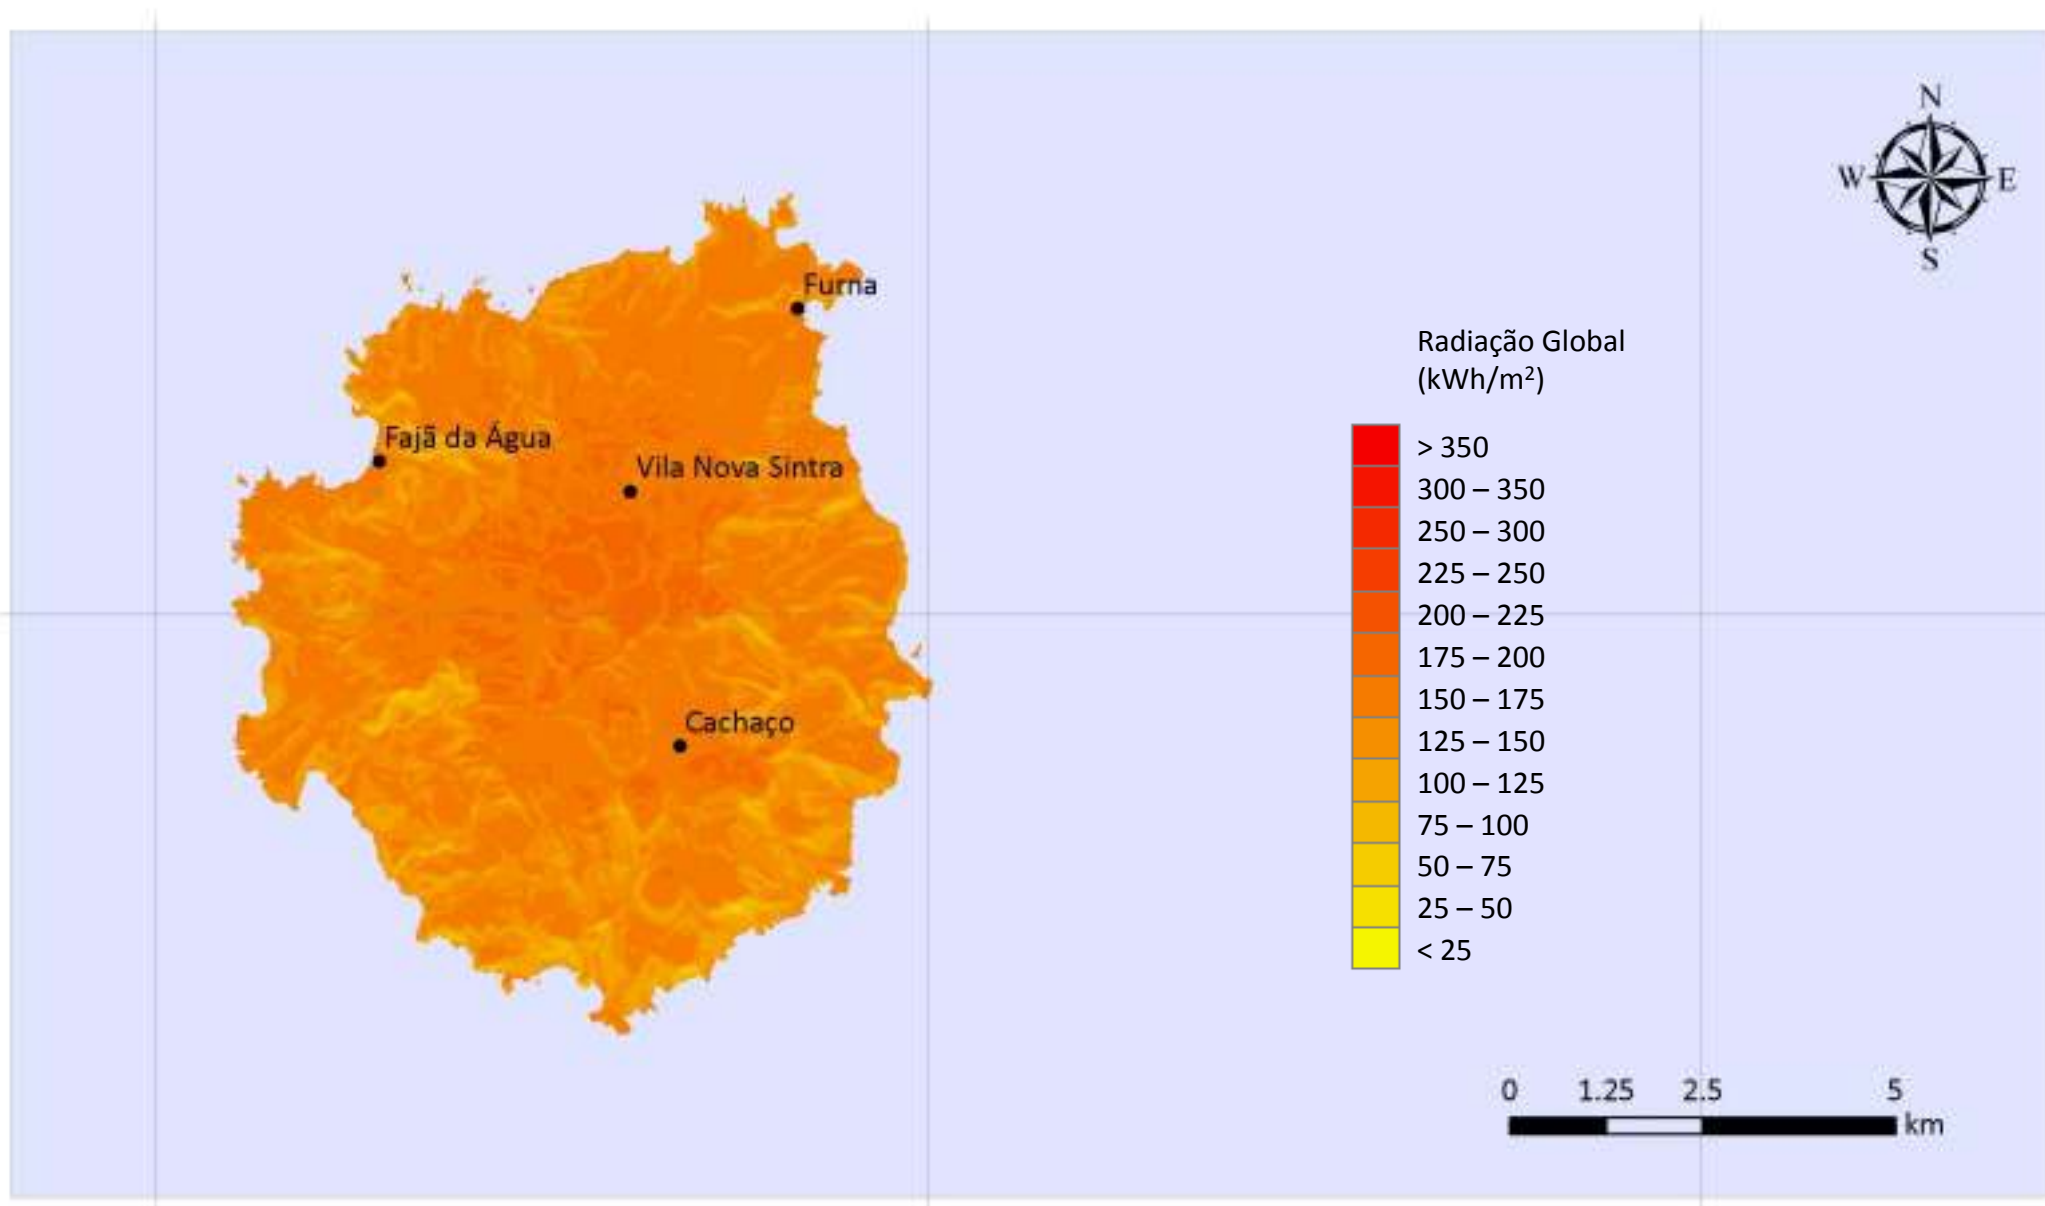 N
W E
S
Furna
Radiação Global
(kWh/m²)
Fajã da Água
Vila Nova Sintra
> 350
300 – 350
250 – 300
225 – 250
200 – 225
175 – 200
150 – 175
125 – 150
100 – 125
75 – 100
50 – 75
25 – 50
< 25
Cachaço
0 1.25 2.5 5
km